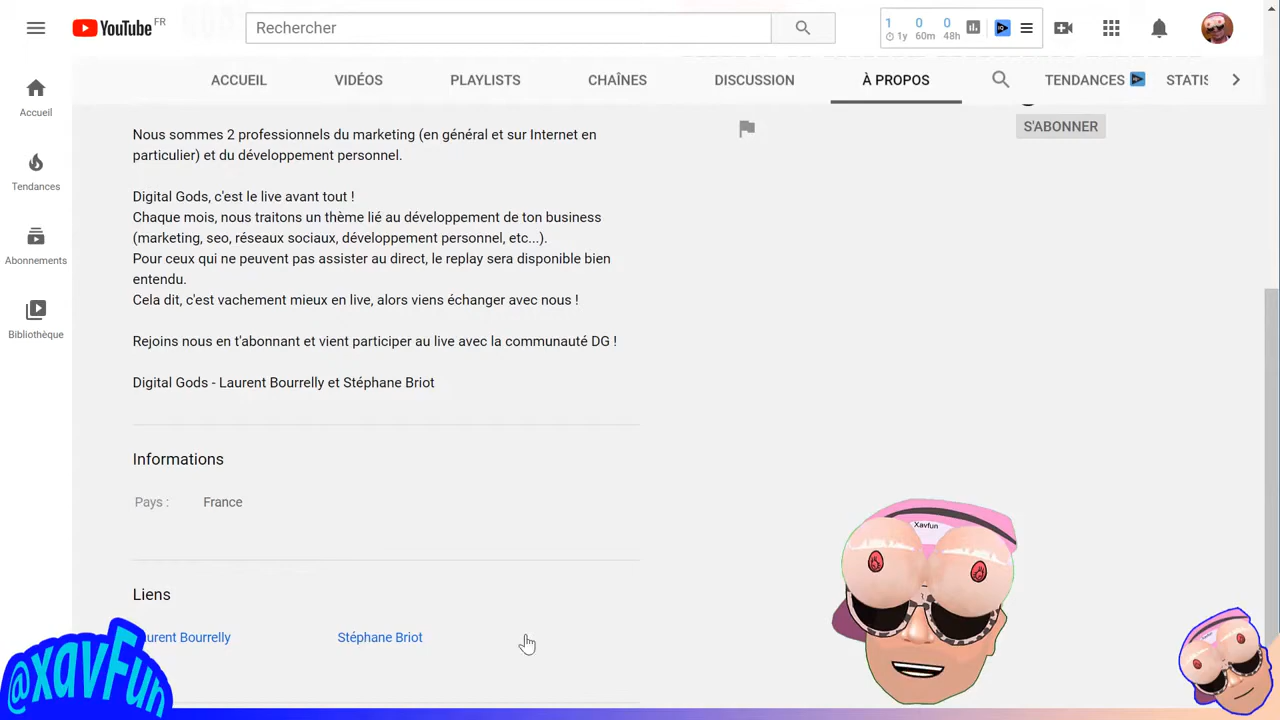 YouTube FR
Rechercher
1 0 0
1y 60m 48h
ACCUEIL VIDÉOS PLAYLISTS CHAÎNES DISCUSSION À PROPOS TENDANCES STATIS
S'ABONNER
Accueil
Tendances
Abonnements
Bibliothèque
Nous sommes 2 professionnels du marketing (en général et sur Internet en
particulier) et du développement personnel.
Digital Gods, c'est le live avant tout !
Chaque mois, nous traitons un thème lié au développement de ton business
(marketing, seo, réseaux sociaux, développement personnel, etc...).
Pour ceux qui ne peuvent pas assister au direct, le replay sera disponible bien
entendu.
Cela dit, c'est vachement mieux en live, alors viens échanger avec nous !
Rejoins nous en t'abonnant et vient participer au live avec la communauté DG !
Digital Gods - Laurent Bourrelly et Stéphane Briot
Informations
Pays : France
Liens
urent Bourrelly Stéphane Briot
Xavfun
@xavFun